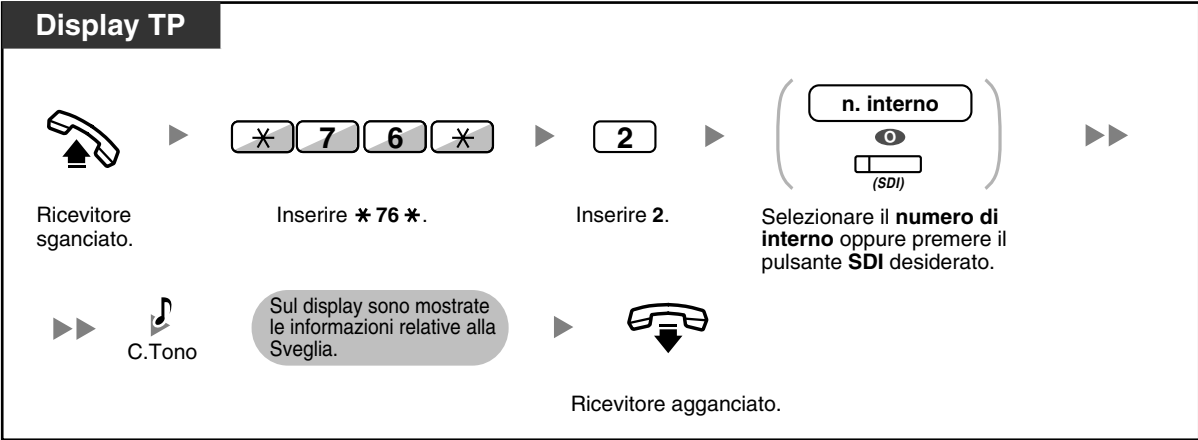 Display TP
n. interno
* 7 6 *
2
O
(SDI)
Ricevitore
sganciato.
Inserire * 76 *.
Inserire 2.
Selezionare il numero di
interno oppure premere il
pulsante SDI desiderato.
C.Tono
Sul display sono mostrate
le informazioni relative alla
Sveglia.
Ricevitore agganciato.